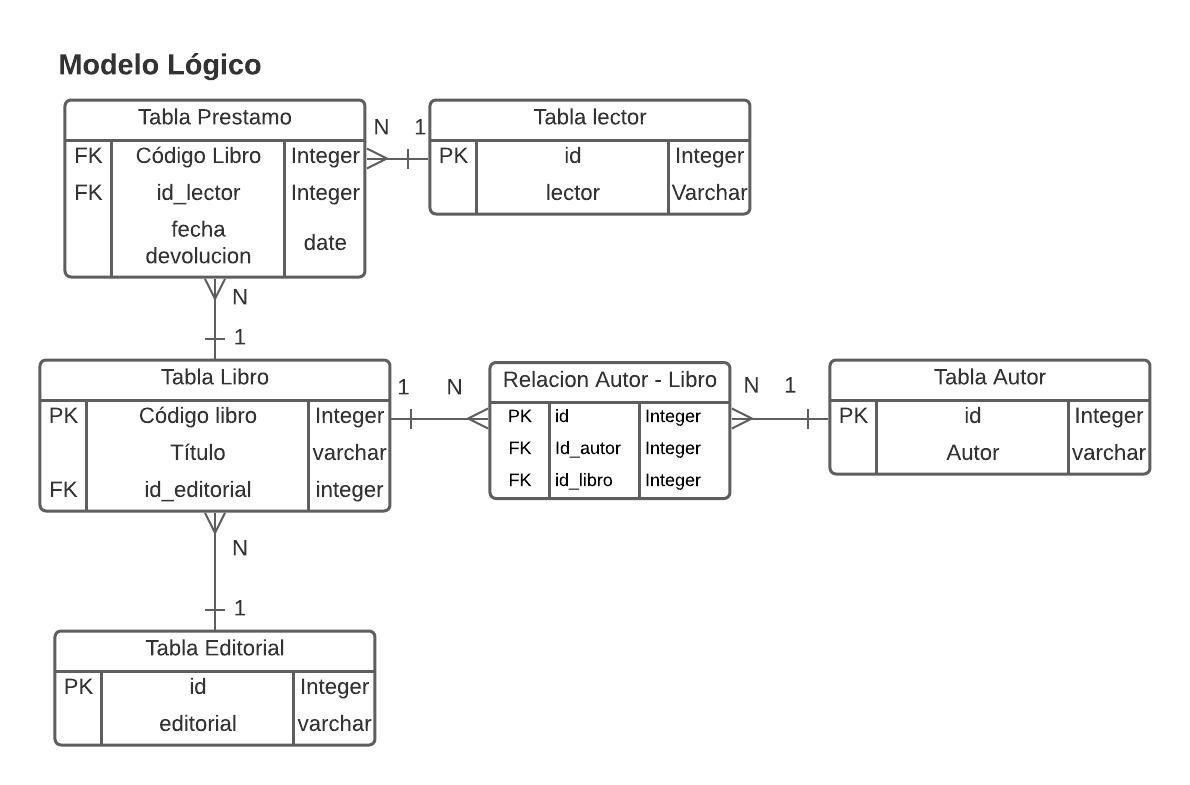 Modelo Lógico
Tabla Prestamo
FK Código Libro Integer
FK id_lector Integer
fecha
devolucion date
N 1
Tabla lector
PK id Integer
lector Varchar
N
1
Tabla Libro
PK Código libro Integer
Título varchar
FK id_editorial integer
1 N
Relacion Autor - Libro
PK id Integer
FK Id_autor Integer
FK id_libro Integer
N 1
Tabla Autor
PK id Integer
Autor varchar
N
1
Tabla Editorial
PK id Integer
editorial varchar